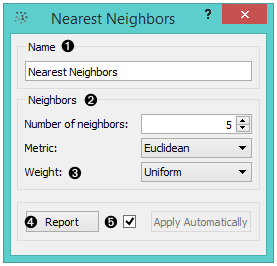 Nearest Neighbors ?
Name ❶
Nearest Neighbors
Neighbors ❷
Number of neighbors: 5
Metric: Euclidean
Weight: ❸ Uniform
❹ Report ❺ Apply Automatically